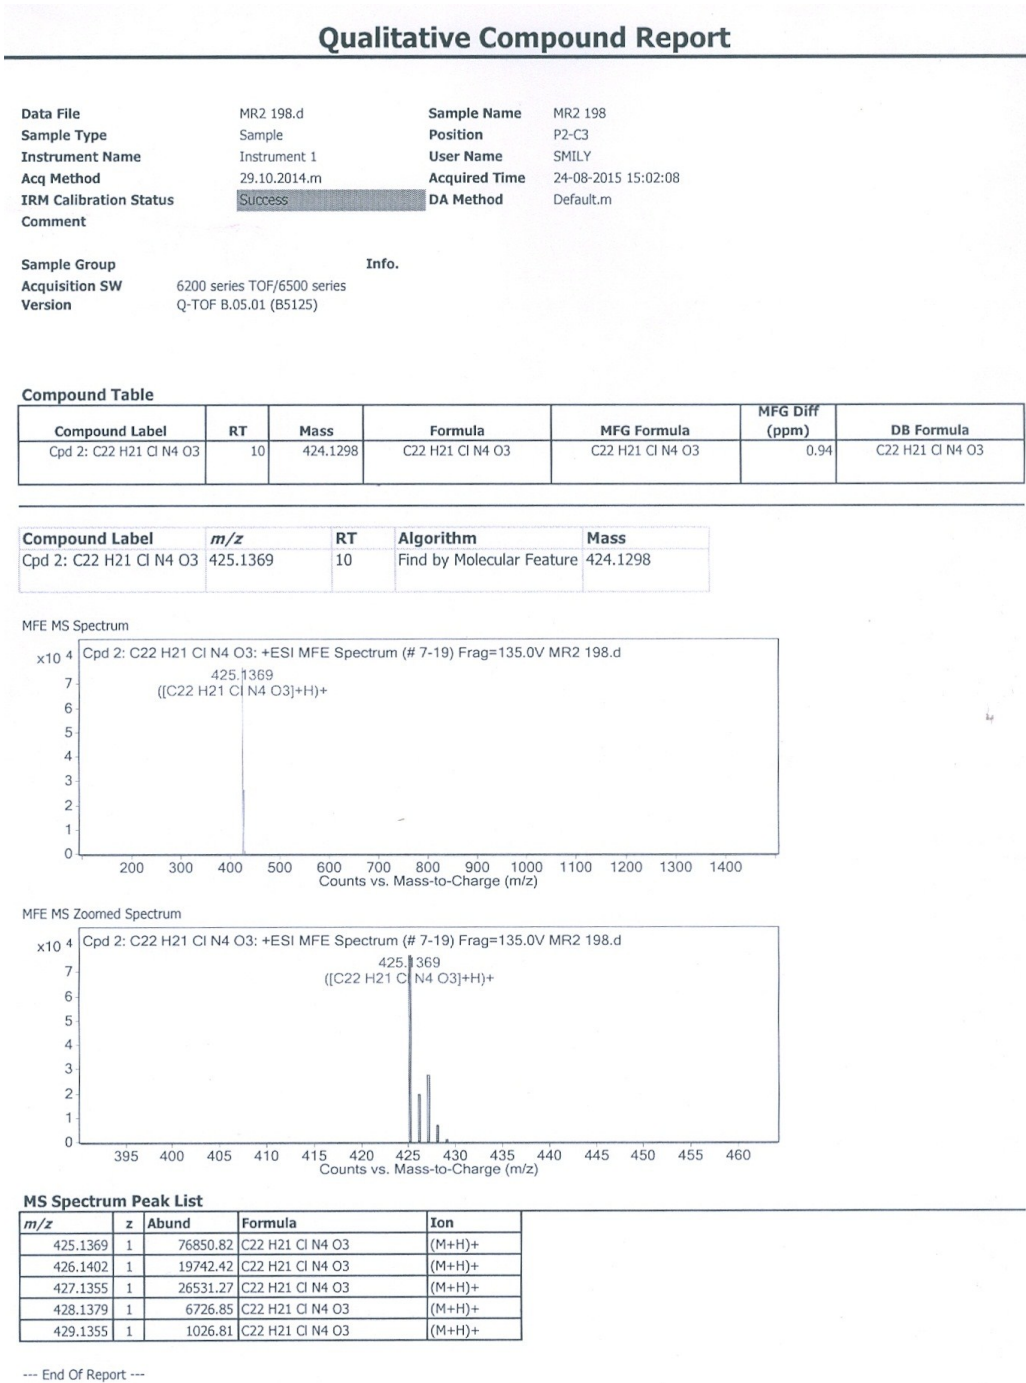 Qualitative Compound Report
Data File MR2 198.d Sample Name MR2 198
Sample Type Sample Position P2-C3
Instrument Name Instrument 1 User Name SMILY
Acq Method 29.10.2014.m Acquired Time 24-08-2015 15:02:08
IRM Calibration Status Success DA Method Default.m
Comment
Sample Group Info.
Acquisition SW 6200 series TOF/6500 series
Version Q-TOF B.05.01 (B5125)
Compound Table
Compound Label RT Mass Formula MFG Formula MFG Diff (ppm) DB Formula
Cpd 2: C22 H21 Cl N4 O3 10 424.1298 C22 H21 Cl N4 O3 C22 H21 Cl N4 O3 0.94 C22 H21 Cl N4 O3
Compound Label m/z RT Algorithm Mass
Cpd 2: C22 H21 Cl N4 O3 425.1369 10 Find by Molecular Feature 424.1298
MFE MS Spectrum
x10 4 Cpd 2: C22 H21 Cl N4 O3: +ESI MFE Spectrum (# 7-19) Frag=135.0V MR2 198.d
425.1369
([C22 H21 Cl N4 O3]+H)+
7
6
5
4
3
2
1
0
200 300 400 500 600 700 800 900 1000 1100 1200 1300 1400
Counts vs. Mass-to-Charge (m/z)
MFE MS Zoomed Spectrum
x10 4 Cpd 2: C22 H21 Cl N4 O3: +ESI MFE Spectrum (# 7-19) Frag=135.0V MR2 198.d
425.1369
([C22 H21 Cl N4 O3]+H)+
7
6
5
4
3
2
1
0
395 400 405 410 415 420 425 430 435 440 445 450 455 460
Counts vs. Mass-to-Charge (m/z)
MS Spectrum Peak List
m/z z Abund Formula Ion
425.1369 1 76850.82 C22 H21 Cl N4 O3 (M+H)+
426.1402 1 19742.42 C22 H21 Cl N4 O3 (M+H)+
427.1355 1 26531.27 C22 H21 Cl N4 O3 (M+H)+
428.1379 1 6726.85 C22 H21 Cl N4 O3 (M+H)+
429.1355 1 1026.81 C22 H21 Cl N4 O3 (M+H)+
--- End Of Report ---